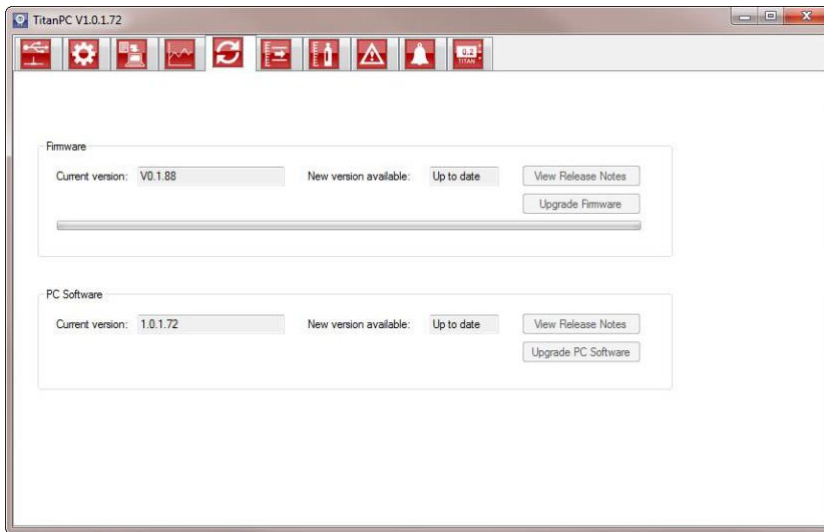 TitanPC V1.0.1.72
0.2
TITAN
Firmware
Current version: V0.1.88 New version available: Up to date View Release Notes
Upgrade Firmware
PC Software
Current version: 1.0.1.72 New version available: Up to date View Release Notes
Upgrade PC Software